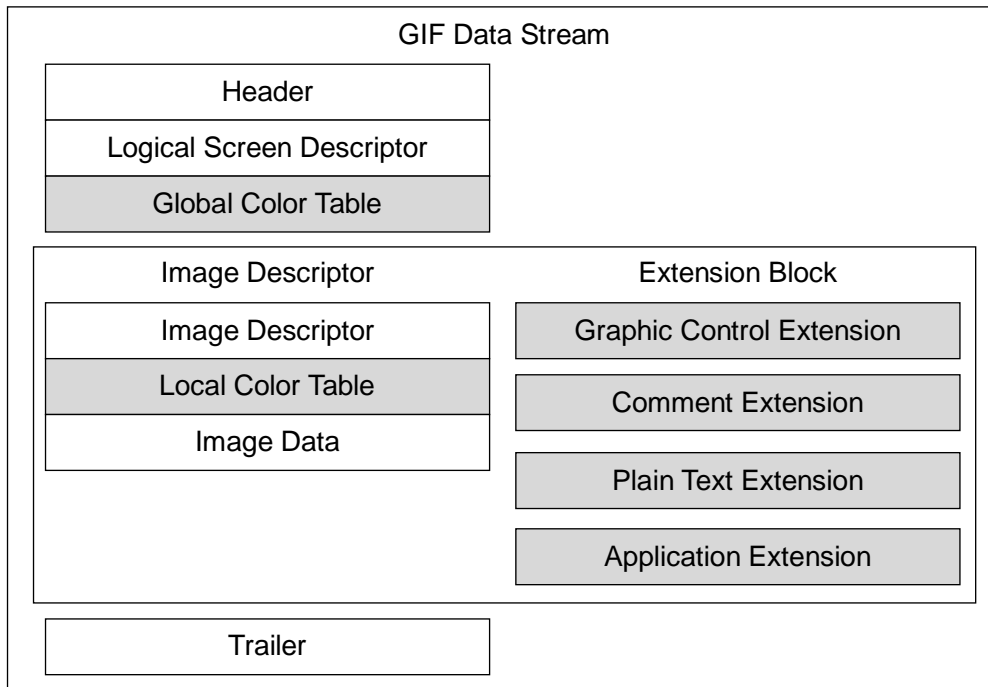 GIF Data Stream
Header
Logical Screen Descriptor
Global Color Table
Image Descriptor
Image Descriptor
Local Color Table
Image Data
Extension Block
Graphic Control Extension
Comment Extension
Plain Text Extension
Application Extension
Trailer